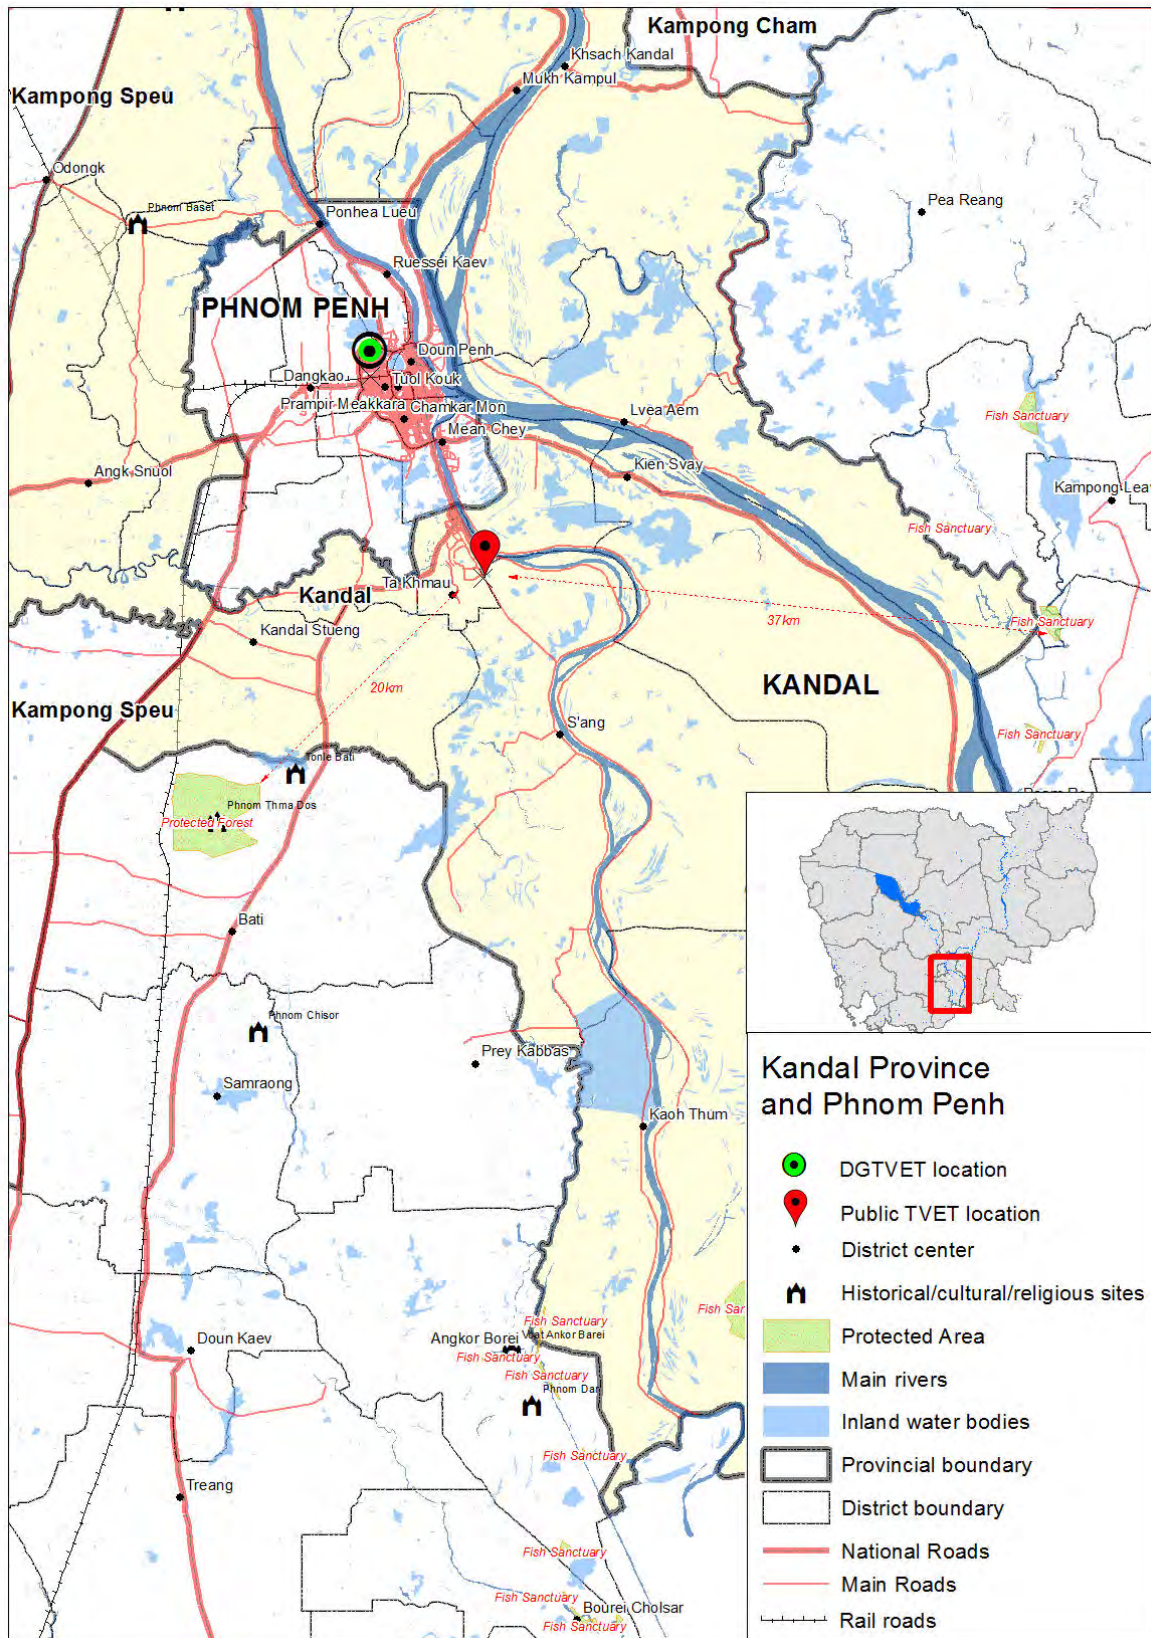 Kampong Cham
Khsach Kandal
Mukh Kampul
Kampong Speu
Odongk
Phnom Baset
Ponhea Lueu
Pea Reang
Ruessei Kaev
PHNOM PENH
Doun Penh
Dangkao
Tuol Kouk
Prampir Meakkara
Chamkar Mon
Lvea Aem
Fish Sanctuary
Mean Chey
Angk Snuol
Kien Svay
Kampong Leav
Fish Sanctuary
Ta Khmau
Kandal
37km
Fish Sanctuary
Kandal Stueng
20km
KANDAL
Kampong Speu
S'ang
Fish Sanctuary
Tonle Bati
Phnom Thma Dos
Protected Forest
Bati
Phnom Chisor
Prey Kabbas
Samraong
Kaoh Thum
Fish Sar
Fish Sanctuary
Doun Kaev
Angkor Borei
Voat Ankor Barei
Fish Sanctuary
Fish Sanctuary
Phnom Dan
Fish Sanctuary
Treang
Fish Sanctuary
Fish Sanctuary
Bourei Cholsar
Fish Sanctuary
Kandal Province
and Phnom Penh
DGTVET location
Public TVET location
District center
Historical/cultural/religious sites
Protected Area
Main rivers
Inland water bodies
Provincial boundary
District boundary
National Roads
Main Roads
Rail roads